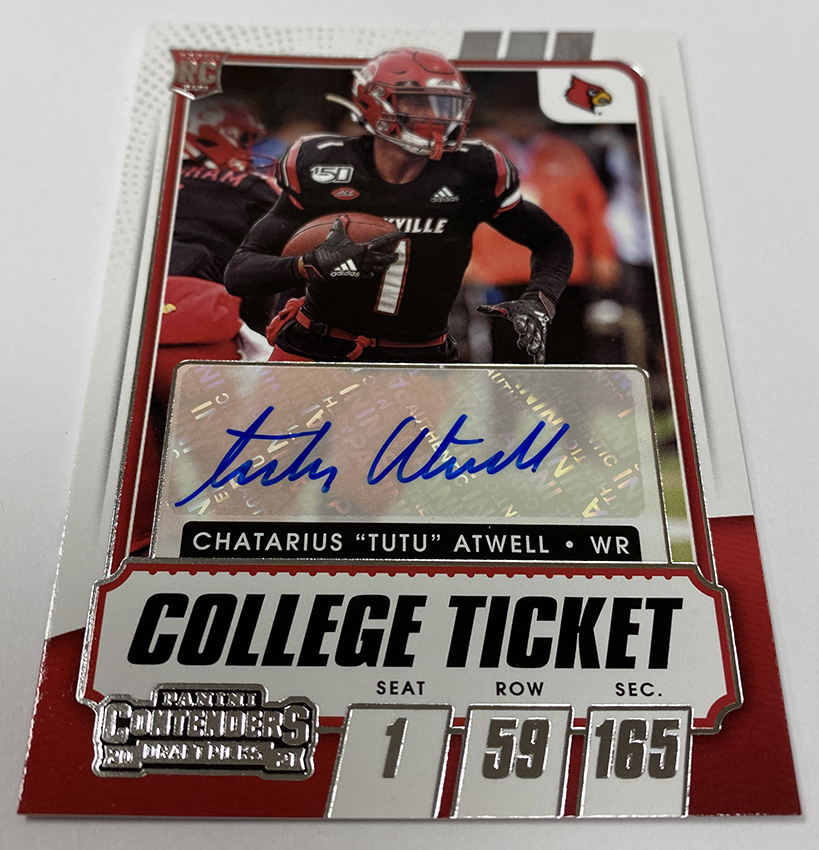 RC
1
150
ACC
adidas
VILLE
adidas
1
Tutu Atwell
CHATARIUS “TUTU” ATWELL • WR
COLLEGE TICKET
SEAT ROW SEC.
PANINI
CONTENDERS
DRAFT PICKS
1 59 165